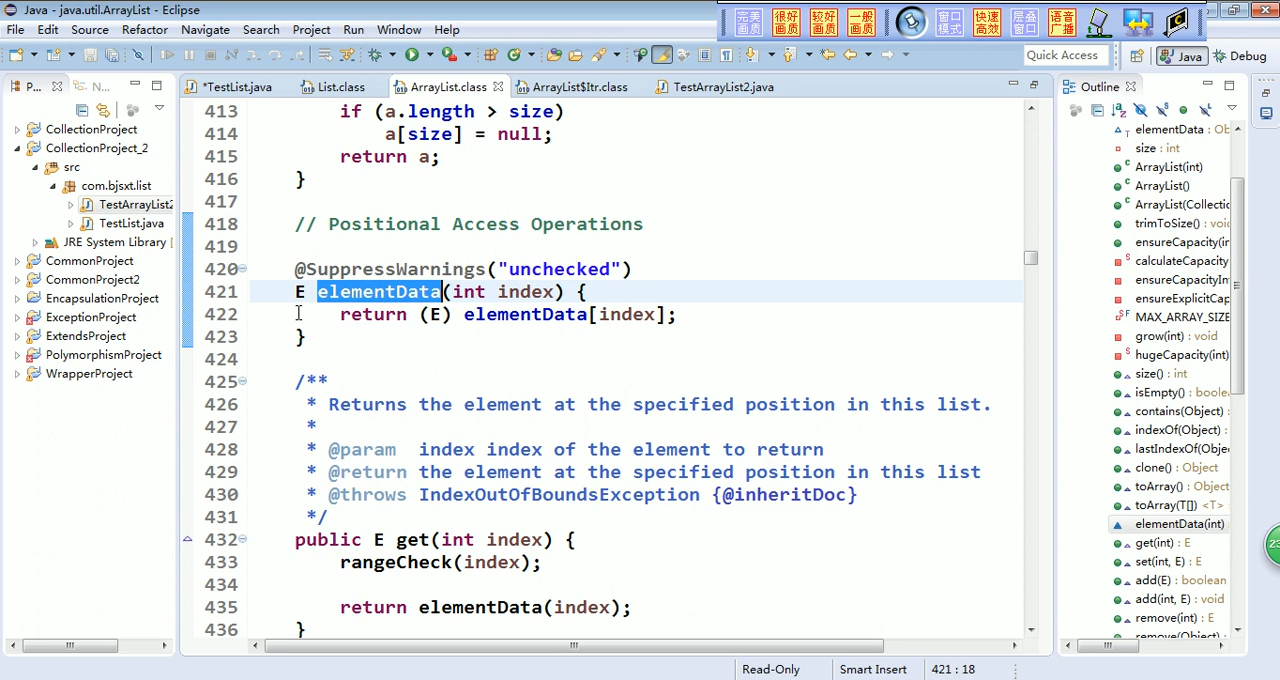 Java - java.util.ArrayList - Eclipse
完美画质
很好画质
较好画质
一般画质
窗口模式
快速高效
层叠窗口
语音广播
File Edit Source Refactor Navigate Search Project Run Window Help
Quick Access
Java
Debug
P...
N...
*TestList.java
List.class
ArrayList.class
ArrayList$Itr.class
TestArrayList2.java
Outline
CollectionProject
CollectionProject_2
src
com.bjsxt.list
TestArrayList2
TestList.java
JRE System Library [
CommonProject
CommonProject2
EncapsulationProject
ExceptionProject
ExtendsProject
PolymorphismProject
WrapperProject
413 if (a.length > size)
414 a[size] = null;
415 return a;
416 }
417
418 // Positional Access Operations
419
420 @SuppressWarnings("unchecked")
421 E elementData(int index) {
422 return (E) elementData[index];
423 }
424
425 /**
426 * Returns the element at the specified position in this list.
427 *
428 * @param index index of the element to return
429 * @return the element at the specified position in this list
430 * @throws IndexOutOfBoundsException {@inheritDoc}
431 */
432 public E get(int index) {
433 rangeCheck(index);
434
435 return elementData(index);
436 }
elementData : Ob
size : int
ArrayList(int)
ArrayList()
ArrayList(Collectio
trimToSize() : void
ensureCapacity(in
calculateCapacity
ensureCapacityIn
ensureExplicitCap
MAX_ARRAY_SIZE
grow(int) : void
hugeCapacity(int)
size() : int
isEmpty() : boolea
contains(Object) :
indexOf(Object) :
lastIndexOf(Objec
clone() : Object
toArray() : Object
toArray(T[]) <T> :
elementData(int)
get(int) : E
set(int, E) : E
add(E) : boolean
add(int, E) : void
remove(int) : E
remove(Object) :
23
Read-Only
Smart Insert
421 : 18